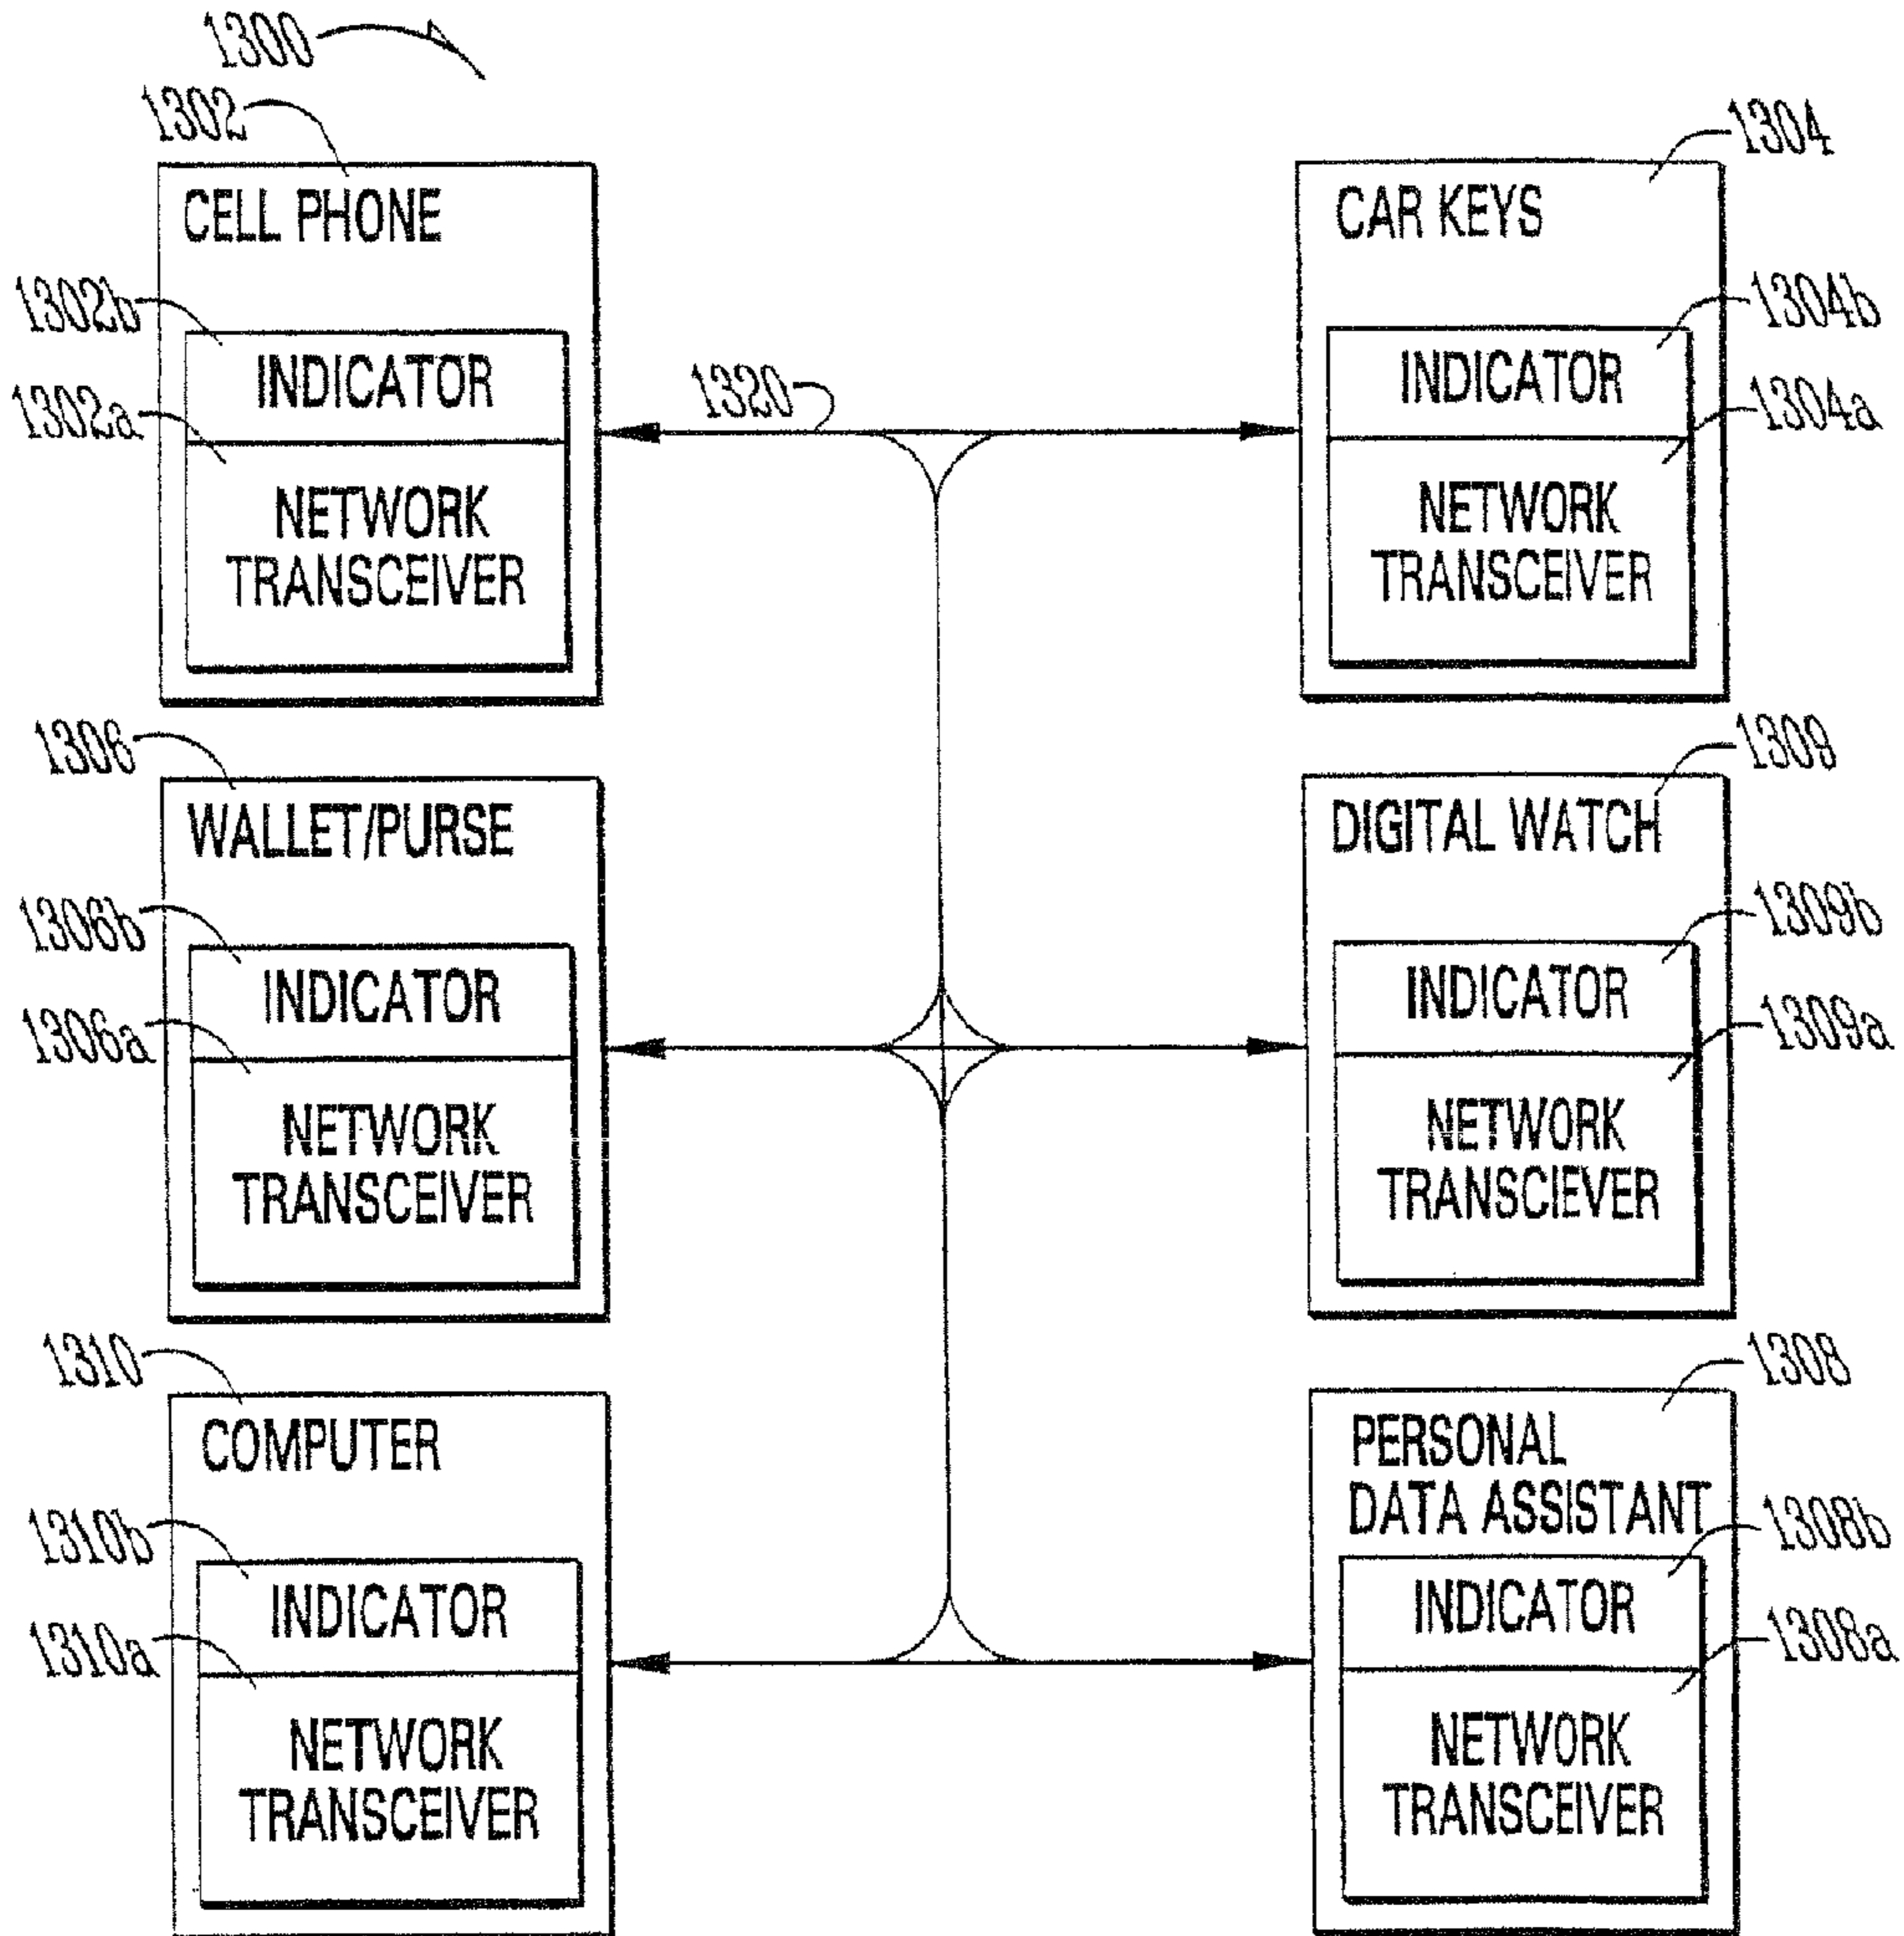 1300
1302
CELL PHONE
1302b
INDICATOR
1302a
NETWORK
TRANSCEIVER
1320
1304
CAR KEYS
1304b
INDICATOR
1304a
NETWORK
TRANSCEIVER
1306
WALLET/PURSE
1306b
INDICATOR
1306a
NETWORK
TRANSCEIVER
1309
DIGITAL WATCH
1309b
INDICATOR
1309a
NETWORK
TRANSCIEVER
1310
COMPUTER
1310b
INDICATOR
1310a
NETWORK
TRANSCEIVER
1308
PERSONAL
DATA ASSISTANT
1308b
INDICATOR
1308a
NETWORK
TRANSCEIVER